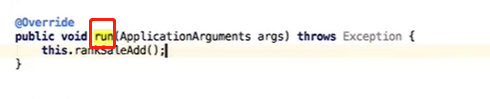 @Override
public void run(ApplicationArguments args) throws Exception {
this.rankSaleAdd();
}